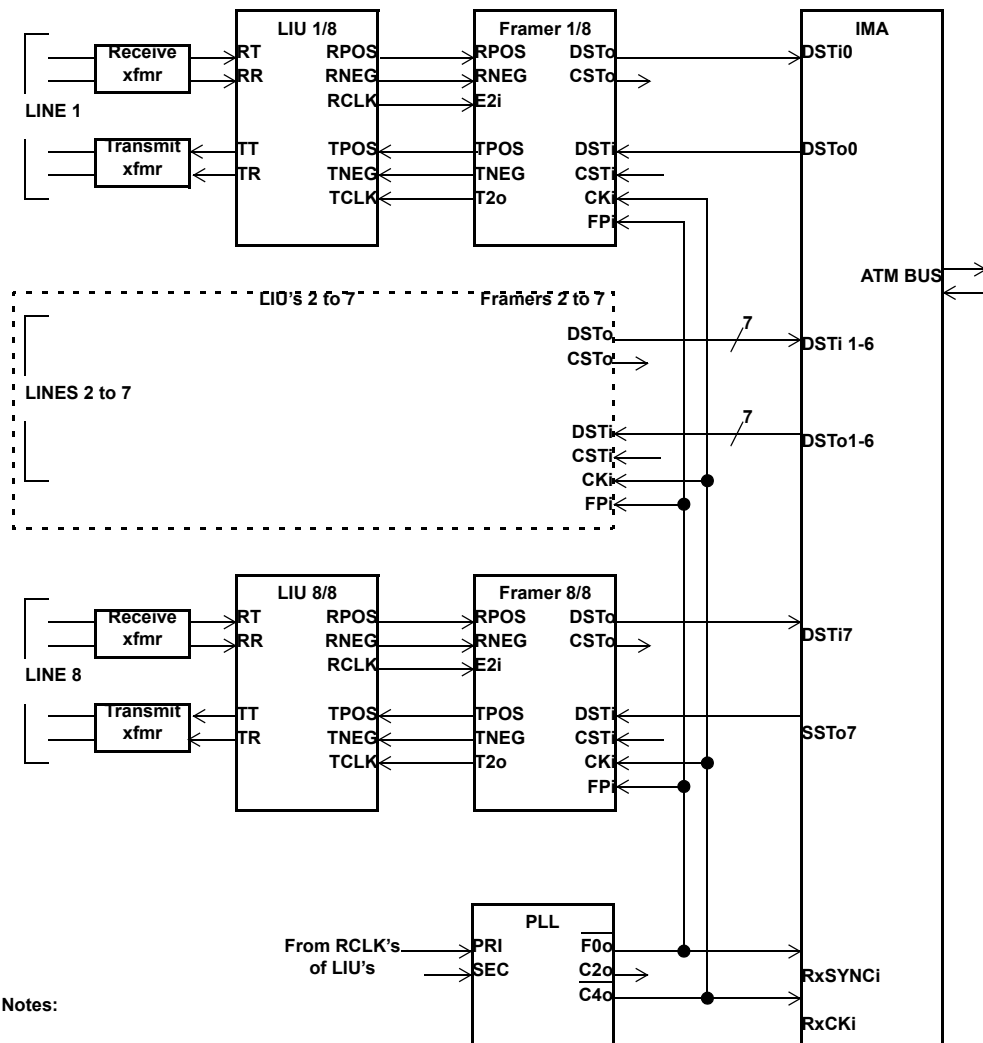 LIU 1/8
Framer 1/8
IMA
Receive
xfmr
RT
RPOS
RPOS
DSTo
DSTi0
RR
RNEG
RNEG
CSTo
RCLK
E2i
LINE 1
Transmit
xfmr
TT
TPOS
TPOS
DSTi
DSTo0
TR
TNEG
TNEG
CSTi
TCLK
T2o
CKi
FPi
ATM BUS
LIU's 2 to 7
Framers 2 to 7
DSTo
7
DSTi 1-6
CSTo
LINES 2 to 7
DSTi
7
DSTo1-6
CSTi
CKi
FPi
LIU 8/8
Framer 8/8
Receive
xfmr
RT
RPOS
RPOS
DSTo
DSTi7
RR
RNEG
RNEG
CSTo
RCLK
E2i
LINE 8
Transmit
xfmr
TT
TPOS
TPOS
DSTi
SSTo7
TR
TNEG
TNEG
CSTi
TCLK
T2o
CKi
FPi
PLL
From RCLK's
of LIU's
PRI
F0o
SEC
C2o
RxSYNCi
C4o
Notes:
RxCKi